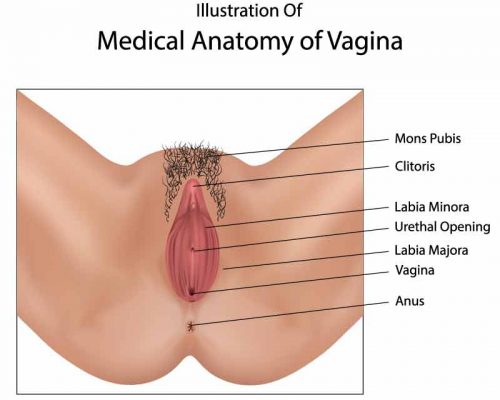 Illustration Of
Medical Anatomy of Vagina
Mons Pubis
Clitoris
Labia Minora
Urethal Opening
Labia Majora
Vagina
Anus